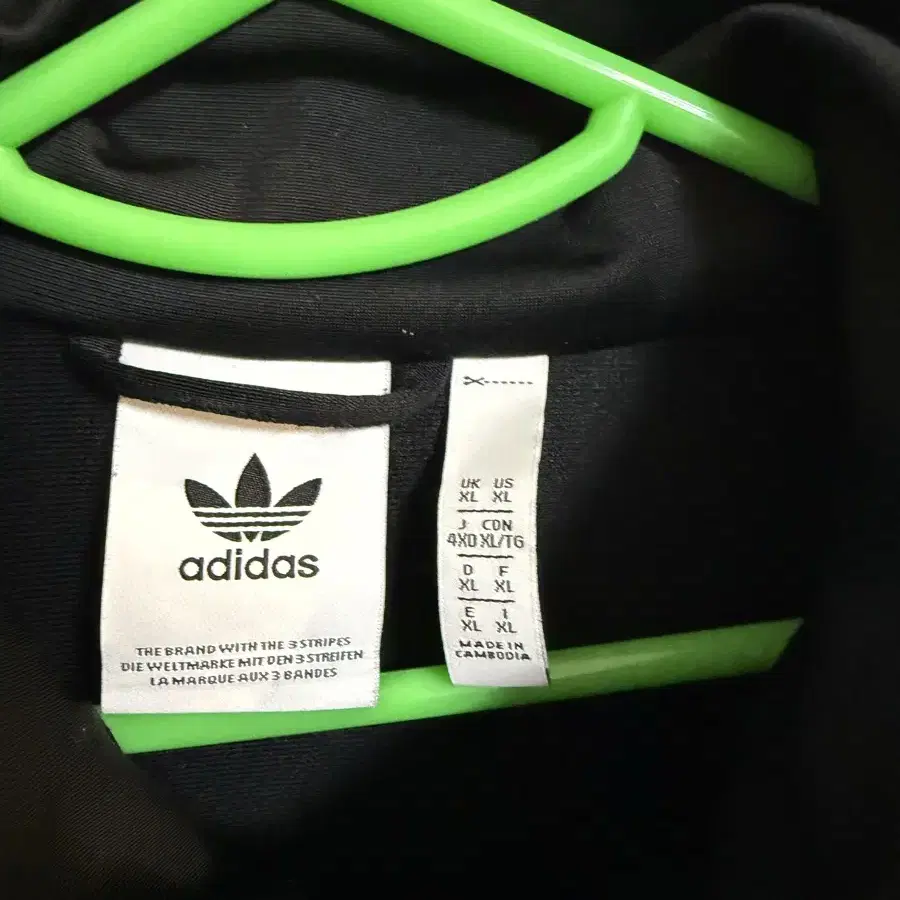 adidas
THE BRAND WITH THE 3 STRIPES
DIE WELTMARKE MIT DEN 3 STREIFEN
LA MARQUE AUX 3 BANDES
UK US
XL XL
J CDN
4XO XL/TG
D F
XL XL
E I
XL XL
MADE IN
CAMBODIA